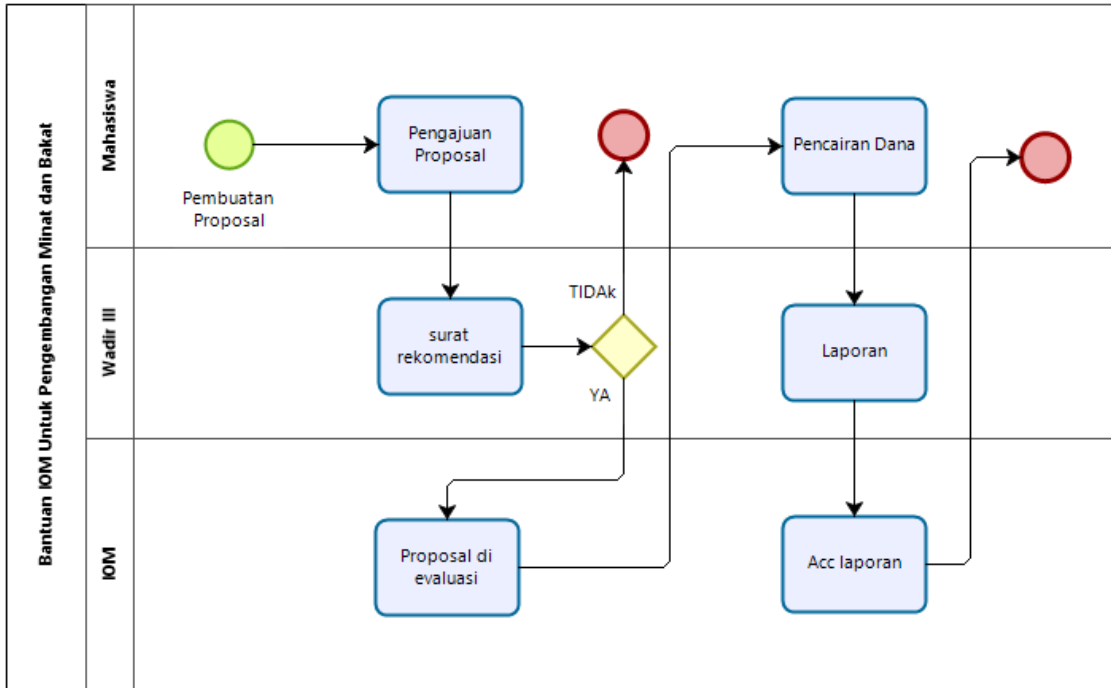 Bantuan IOM Untuk Pengembangan Minat dan Bakat
Mahasiswa
Pembuatan
Proposal
Pengajuan
Proposal
Pencairan Dana
Wadir III
surat
rekomendasi
TIDAk
YA
Laporan
IOM
Proposal di
evaluasi
Acc laporan